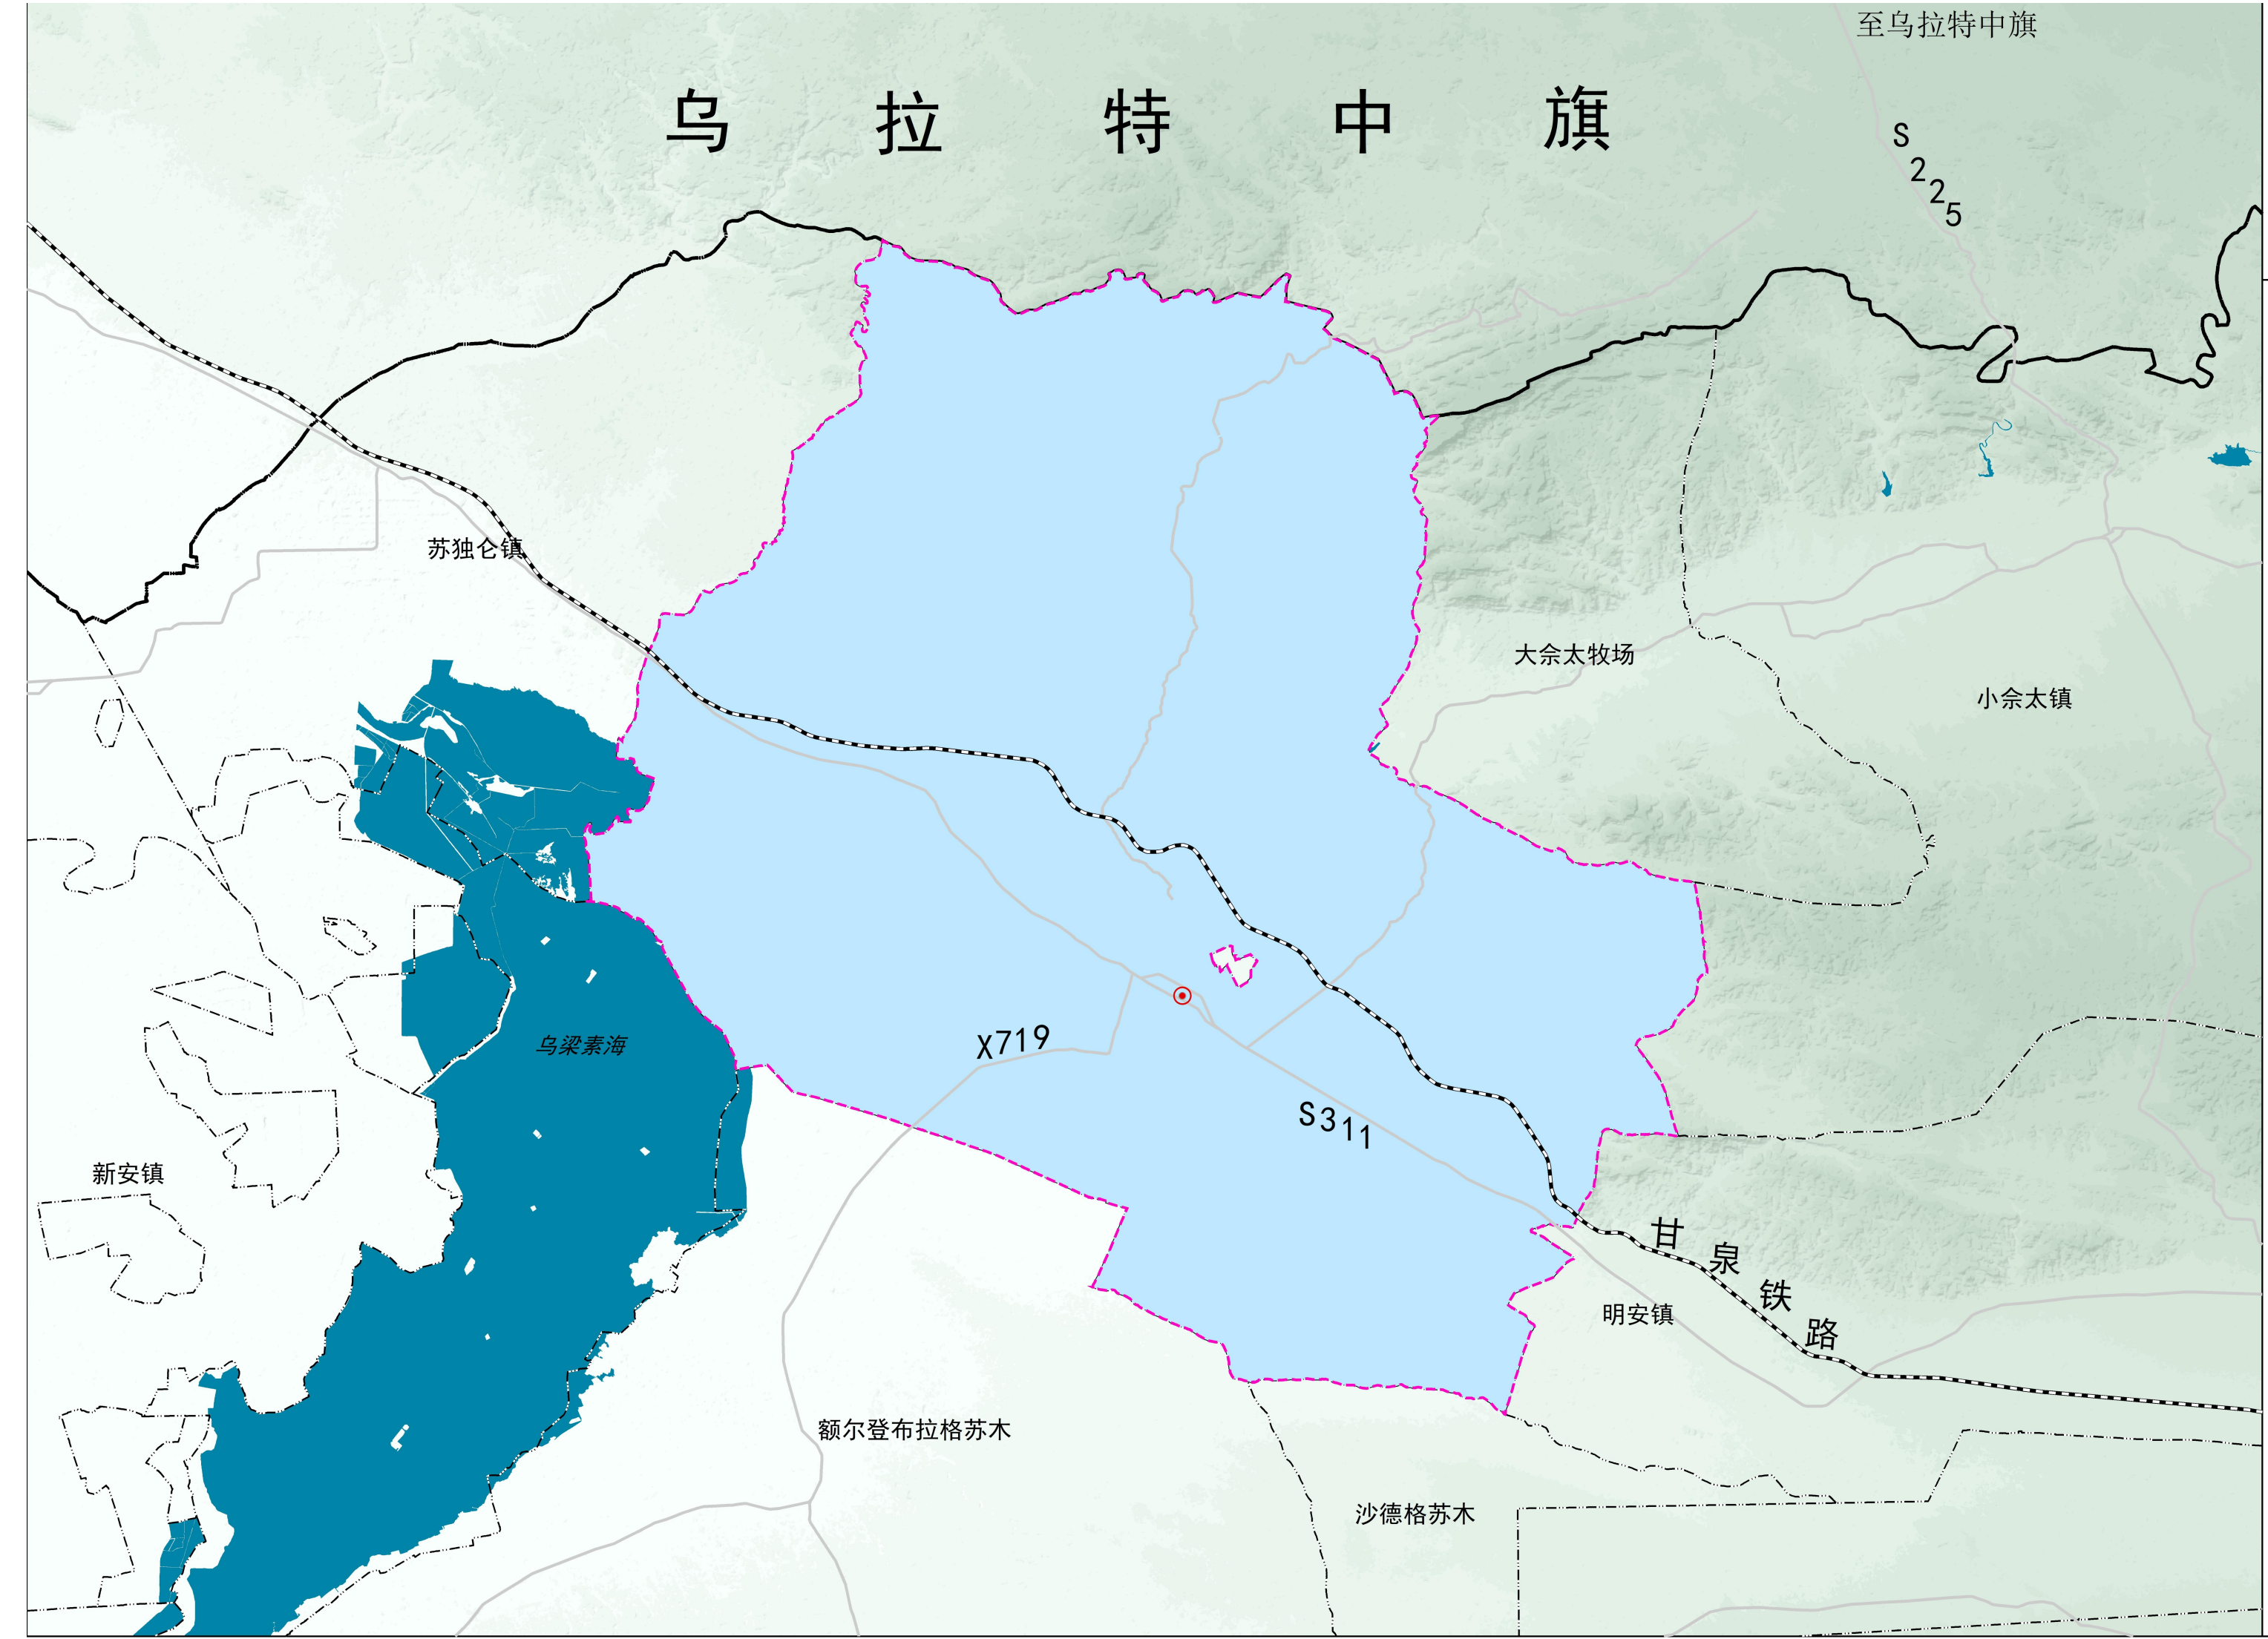 至乌拉特中旗
乌拉特中旗
S225
苏独仑镇
大佘太牧场
小佘太镇
乌梁素海
X719
S311
新安镇
甘泉铁路
明安镇
额尔登布拉格苏木
沙德格苏木